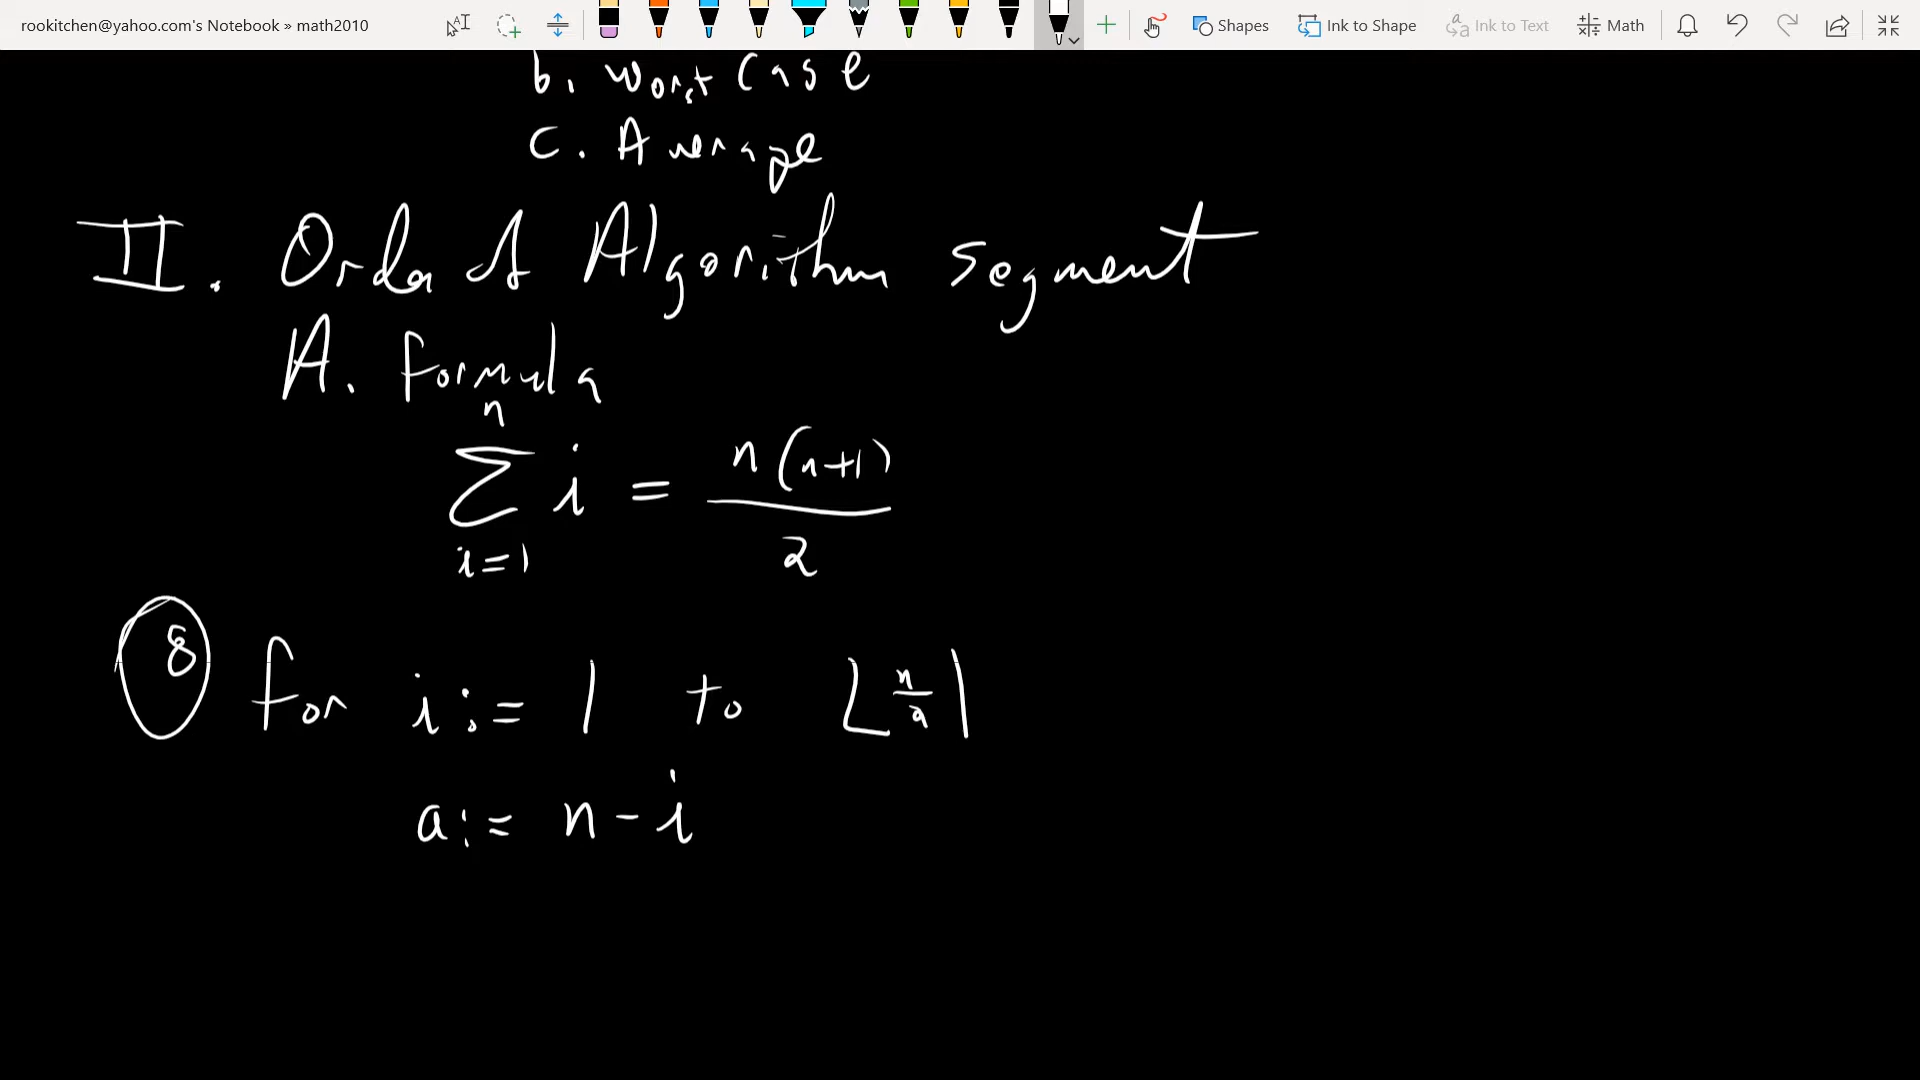 rookitchen@yahoo.com's Notebook » math2010 Shapes Ink to Shape Ink to Text Math
b. worst case
C. Average
II. Order of Algorithm segment
A. formula
n
∑ i = n(n+1)
i=1 2
8 for i := 1 to ⌊n/2⌋
a := n - i